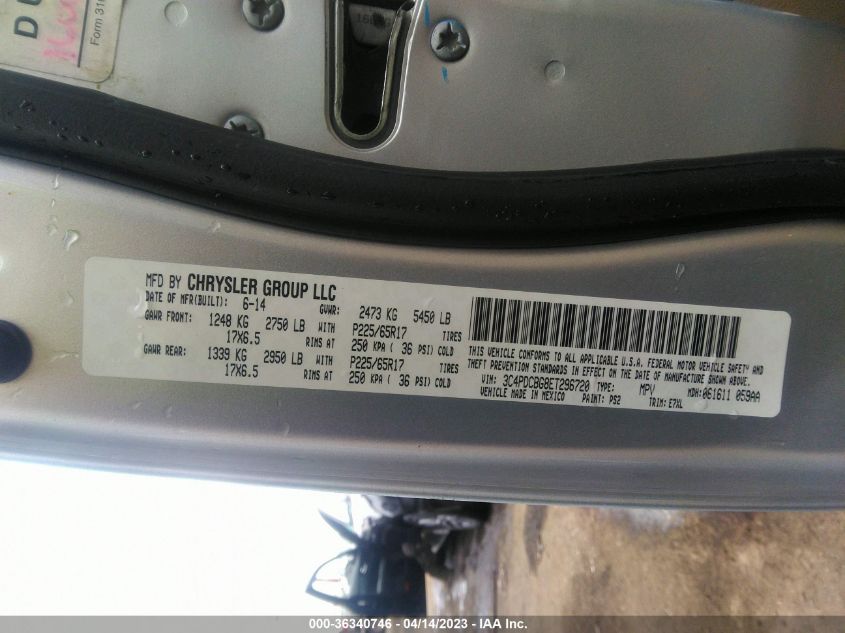 D U
Form 31
MFD BY CHRYSLER GROUP LLC
DATE OF MFR(BUILT): 6-14 GVWR: 2473 KG 5450 LB
GAWR FRONT: 1248 KG 2750 LB WITH P225/65R17 TIRES
17X6.5 RIMS AT 250 KPA ( 36 PSI) COLD
GAWR REAR: 1339 KG 2950 LB WITH P225/65R17 TIRES
17X6.5 RIMS AT 250 KPA ( 36 PSI) COLD
THIS VEHICLE CONFORMS TO ALL APPLICABLE U.S.A. FEDERAL MOTOR VEHICLE SAFETY AND
THEFT PREVENTION STANDARDS IN EFFECT ON THE DATE OF MANUFACTURE SHOWN ABOVE.
VIN: 3C4PDCBG8ET296720 TYPE: MPV MDH: 061611 059AA
VEHICLE MADE IN MEXICO PAINT: PS2 TRIM: E7XL
000-36340746 - 04/14/2023 - IAA Inc.